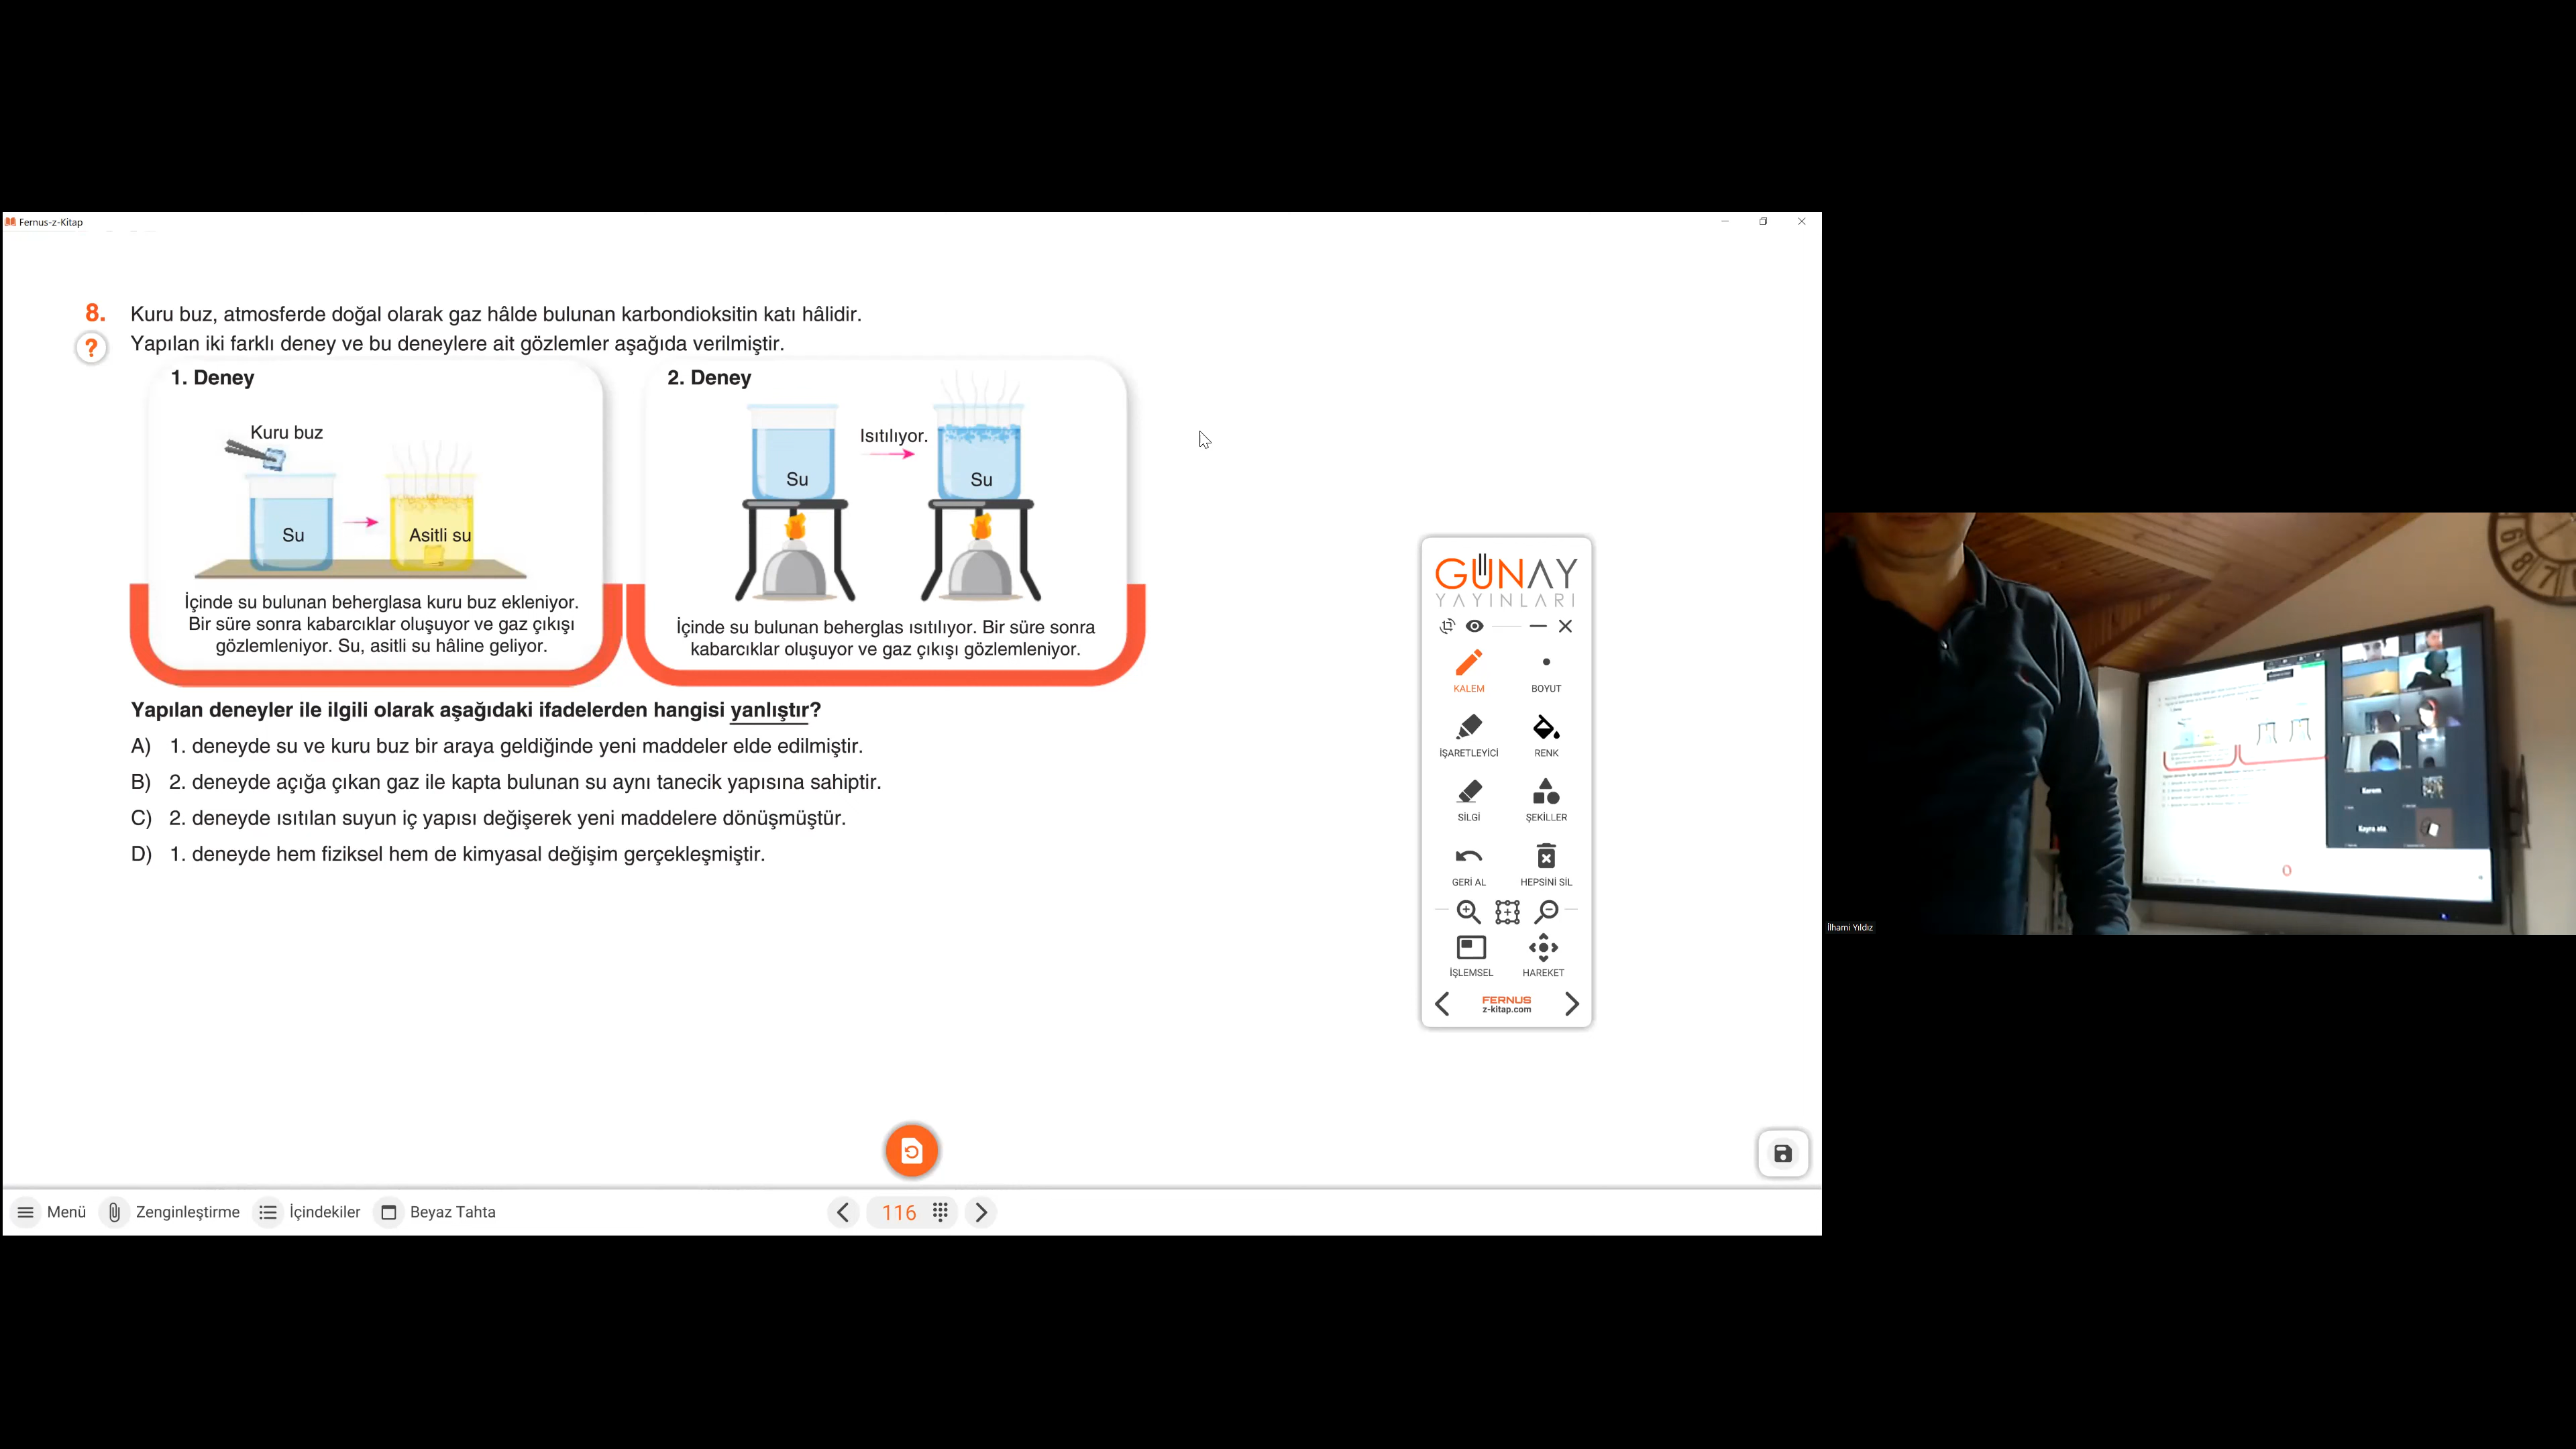 Fernus-z-Kitap
8. Kuru buz, atmosferde doğal olarak gaz hâlde bulunan karbondioksitin katı hâlidir.
? Yapılan iki farklı deney ve bu deneylere ait gözlemler aşağıda verilmiştir.
1. Deney
Kuru buz
Su
Asitli su
İçinde su bulunan beherglasa kuru buz ekleniyor.
Bir süre sonra kabarcıklar oluşuyor ve gaz çıkışı
gözlemleniyor. Su, asitli su hâline geliyor.
2. Deney
Isıtılıyor.
Su
Su
İçinde su bulunan beherglas ısıtılıyor. Bir süre sonra
kabarcıklar oluşuyor ve gaz çıkışı gözlemleniyor.
Yapılan deneyler ile ilgili olarak aşağıdaki ifadelerden hangisi yanlıştır?
A) 1. deneyde su ve kuru buz bir araya geldiğinde yeni maddeler elde edilmiştir.
B) 2. deneyde açığa çıkan gaz ile kapta bulunan su aynı tanecik yapısına sahiptir.
C) 2. deneyde ısıtılan suyun iç yapısı değişerek yeni maddelere dönüşmüştür.
D) 1. deneyde hem fiziksel hem de kimyasal değişim gerçekleşmiştir.
GÜNAY
YAYINLARI
KALEM BOYUT
İŞARETLEYİCİ RENK
SİLGİ ŞEKİLLER
GERİ AL HEPSİNİ SİL
İŞLEMSEL HAREKET
FERNUS
z-kitap.com
Menü Zenginleştirme İçindekiler Beyaz Tahta 116
İlhami Yıldız
Kerem
Kayra ata